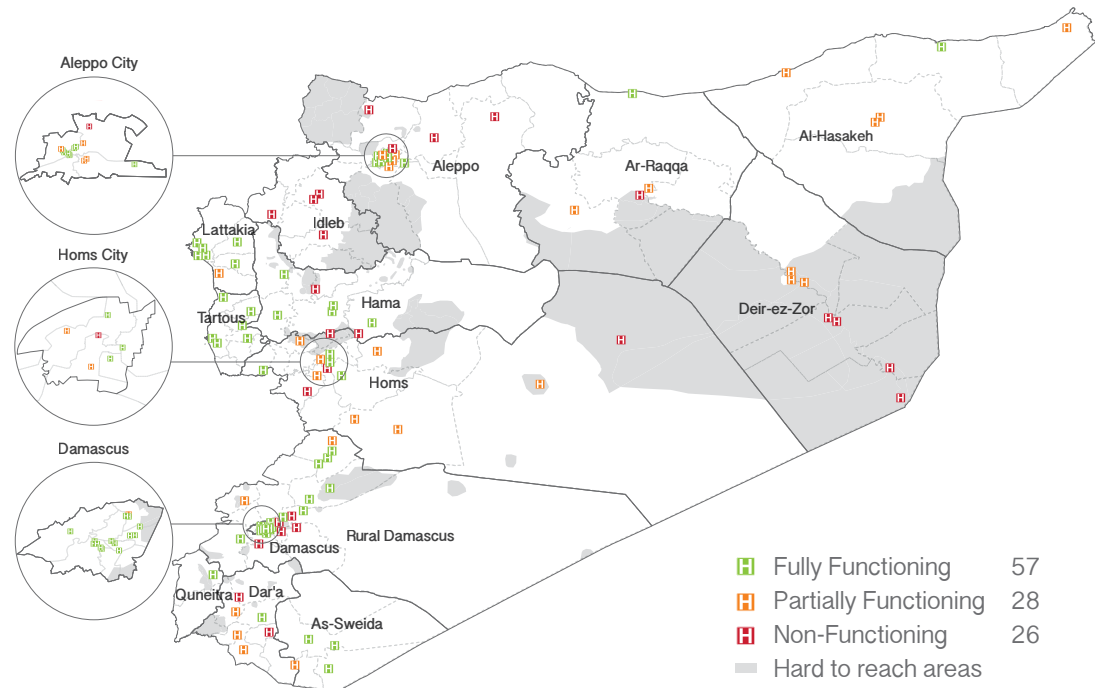 Aleppo City
Al-Hasakeh
Ar-Raqqa
Aleppo
Idleb
Lattakia
Homs City
Hama
Deir-ez-Zor
Tartous
Homs
Damascus
Rural Damascus
Damascus
Quneitra
Dar'a
As-Sweida
H Fully Functioning 57
H Partially Functioning 28
H Non-Functioning 26
Hard to reach areas